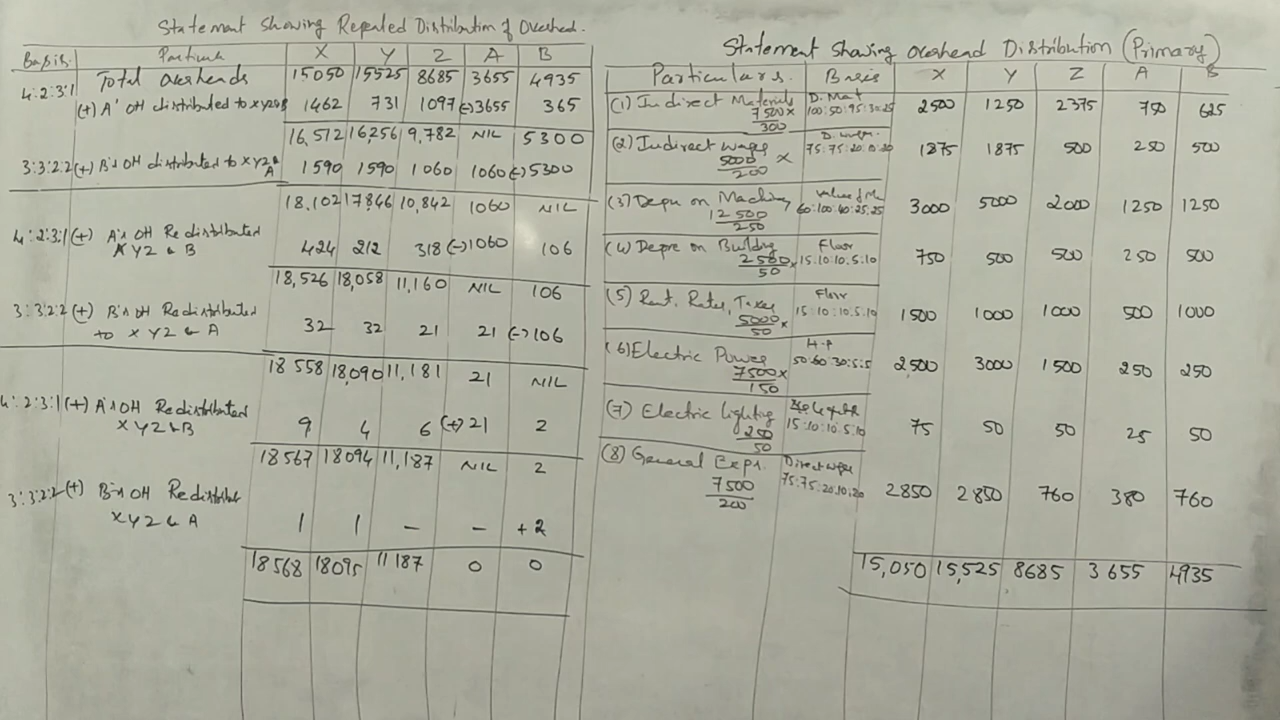 Statement Showing Repeated Distribution of Overhead.
Basis Particula X Y Z A B
4:2:3:1 Total overheads 15050 15525 8685 3655 4935
(+) A' OH distributed to XYZ&B 1462 731 1097 (-)3655 365
16,512 16,256 9,782 NIL 5300
3:3:2:2 (+) B's OH distributed to XYZ& A 1590 1590 1060 1060 (-)5300
18,102 17,846 10,842 1060 NIL
4:2:3:1 (+) A's OH Redistributed XYZ & B 424 212 318 (-)1060 106
18,526 18,058 11,160 NIL 106
3:3:2:2 (+) B's OH Redistributed to XYZ & A 32 32 21 21 (-)106
18558 18,090 11,181 21 NIL
4:2:3:1 (+) A's OH Redistributed XYZ & B 9 4 6 (+)21 2
18567 18094 11,187 NIL 2
3:3:2:2 (+) B's OH Redistribut XYZ & A 1 1 – – +2
18568 18095 11187 0 0
Statement Showing Overhead Distribution (Primary)
Particulars. Basis X Y Z A B
(1) Indirect Materials 7500 x / 300 D. Mat 100:50:95:30:25 2500 1250 2375 750 625
(2) Indirect wages 5000 x / 200 D. wages. 75:75:20:10:20 1875 1875 500 250 500
(3) Depn on Machinery 12500 / 250 Value of M 60:100:40:25:25 3000 5000 2000 1250 1250
(4) Depre on Building 2500 x / 50 Floor 15:10:10:5:10 750 500 500 250 500
(5) Rent, Rates, Taxes 5000 x / 50 Floor 15:10:10:5:10 1500 1000 1000 500 1000
(6) Electric Power 7500 x / 150 H.P 50:60:30:5:5 2500 3000 1500 250 250
(7) Electric lighting 250 / 50 15:10:10:5:10 75 50 50 25 50
(8) General Exps. 7500 / 200 Direct wages 75:75:20:10:20 2850 2850 760 380 760
15,050 15,525 8685 3655 4935